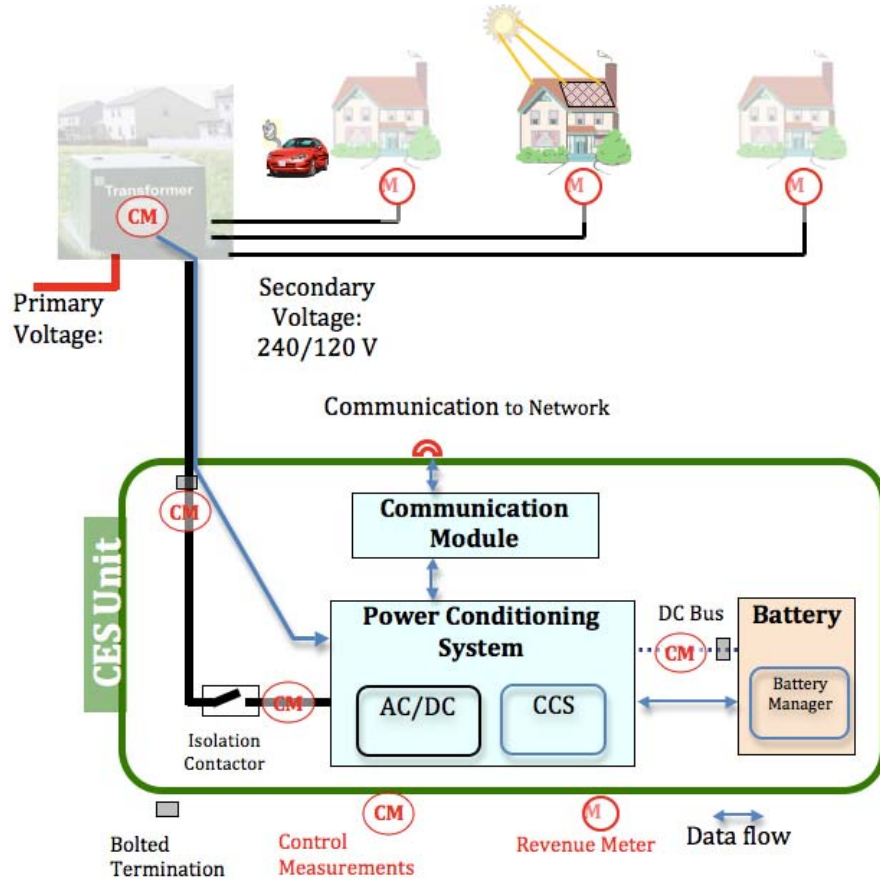 Transformer
CM
M
M
M
Primary
Voltage:
Secondary
Voltage:
240/120 V
Communication to Network
CM
Communication
Module
CES Unit
Power Conditioning
System
DC Bus
CM
Battery
AC/DC
CCS
Battery
Manager
CM
Isolation
Contactor
CM
M
Bolted
Termination
Control
Measurements
Revenue Meter
Data flow